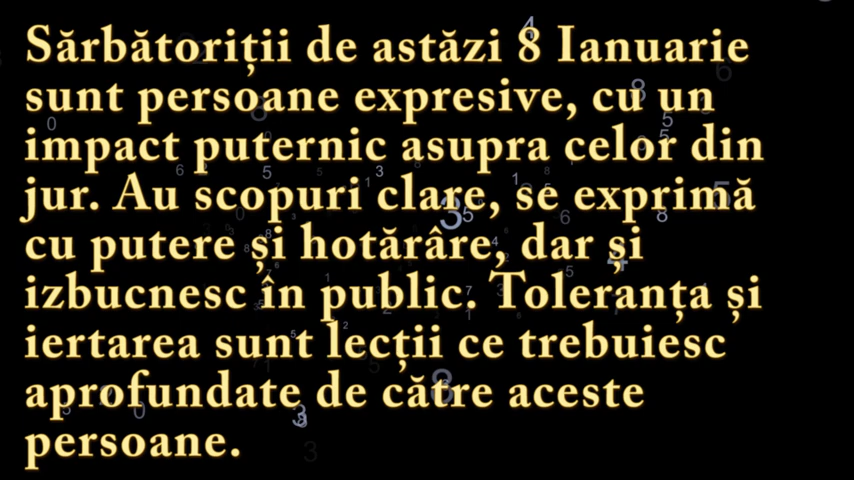 Sărbătoriții de astăzi 8 Ianuarie
sunt persoane expresive, cu un
impact puternic asupra celor din
jur. Au scopuri clare, se exprimă
cu putere și hotărâre, dar și
izbucnesc în public. Toleranța și
iertarea sunt lecții ce trebuiesc
aprofundate de către aceste
persoane.